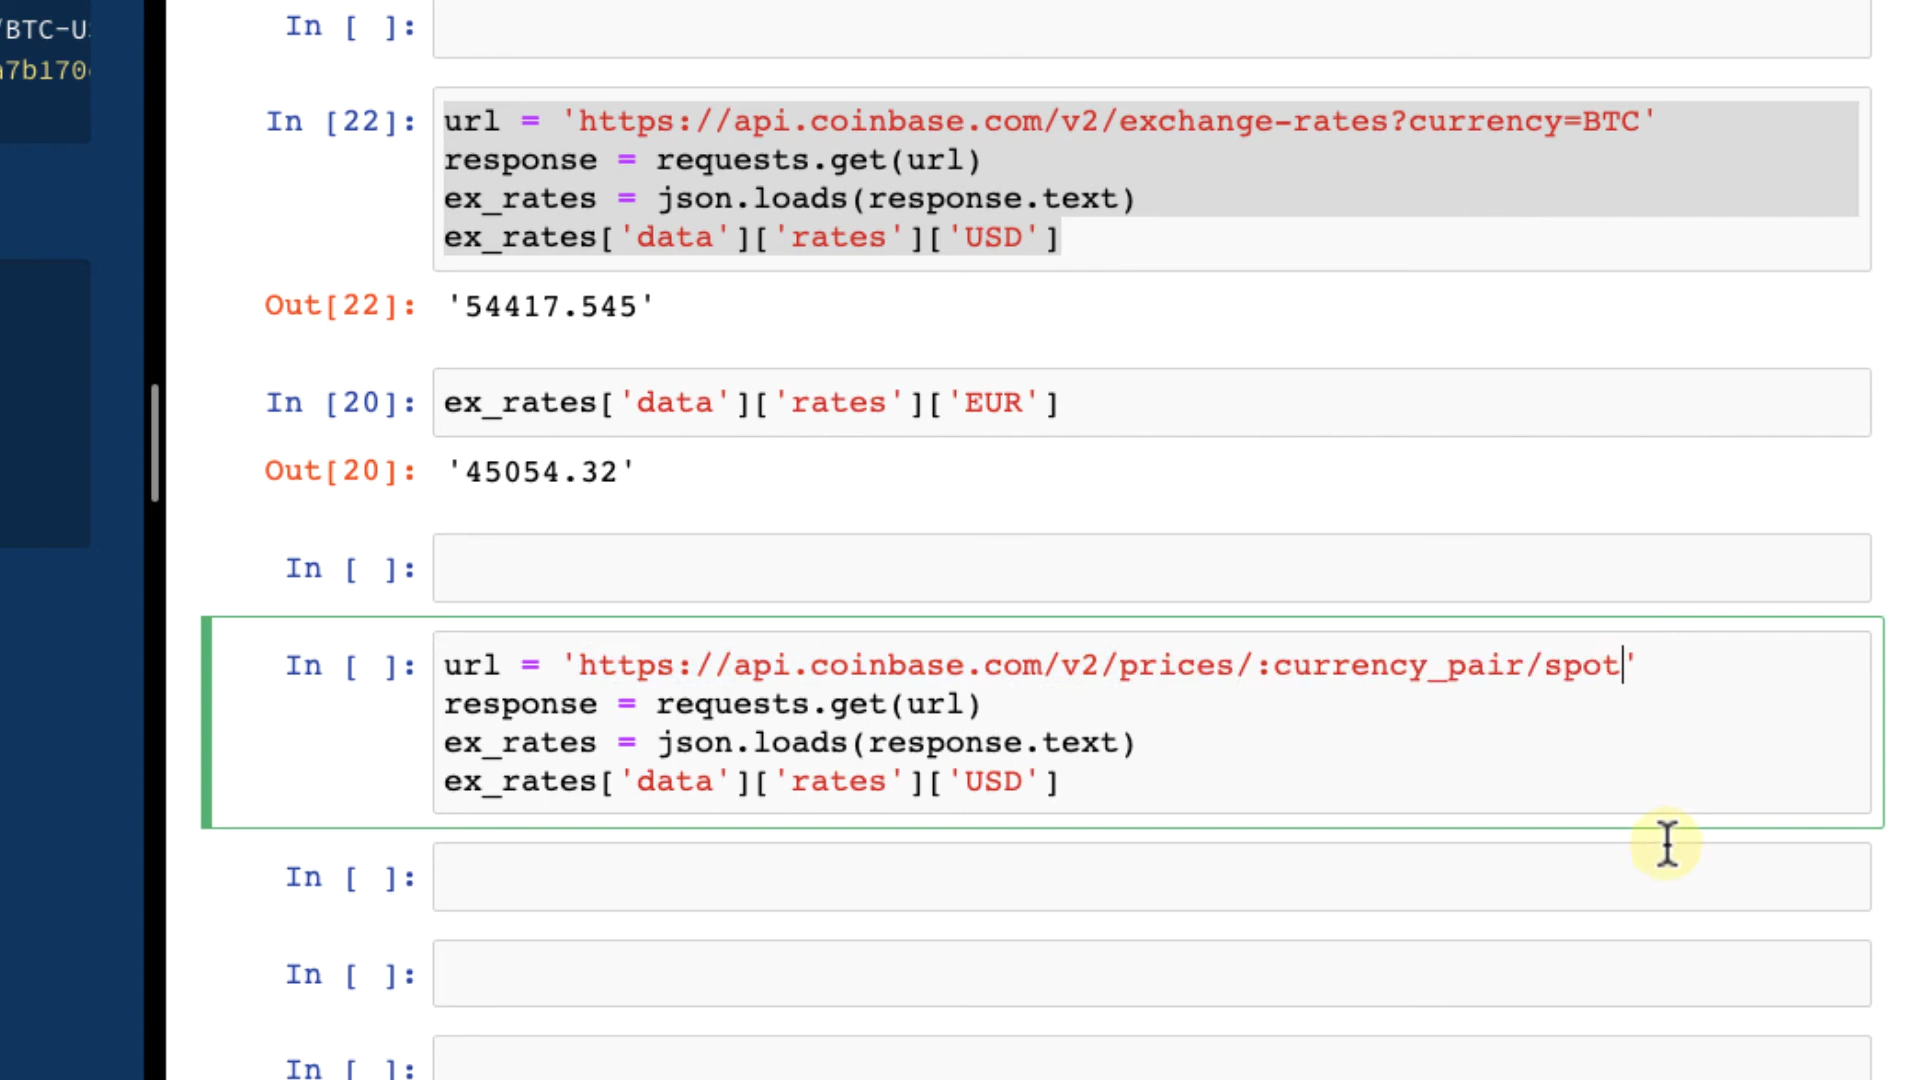 /BTC-U
a7b170
In [ ]:
In [22]: url = 'https://api.coinbase.com/v2/exchange-rates?currency=BTC'
response = requests.get(url)
ex_rates = json.loads(response.text)
ex_rates['data']['rates']['USD']
Out[22]: '54417.545'
In [20]: ex_rates['data']['rates']['EUR']
Out[20]: '45054.32'
In [ ]:
In [ ]: url = 'https://api.coinbase.com/v2/prices/:currency_pair/spot'
response = requests.get(url)
ex_rates = json.loads(response.text)
ex_rates['data']['rates']['USD']
In [ ]:
In [ ]:
In [ ]: